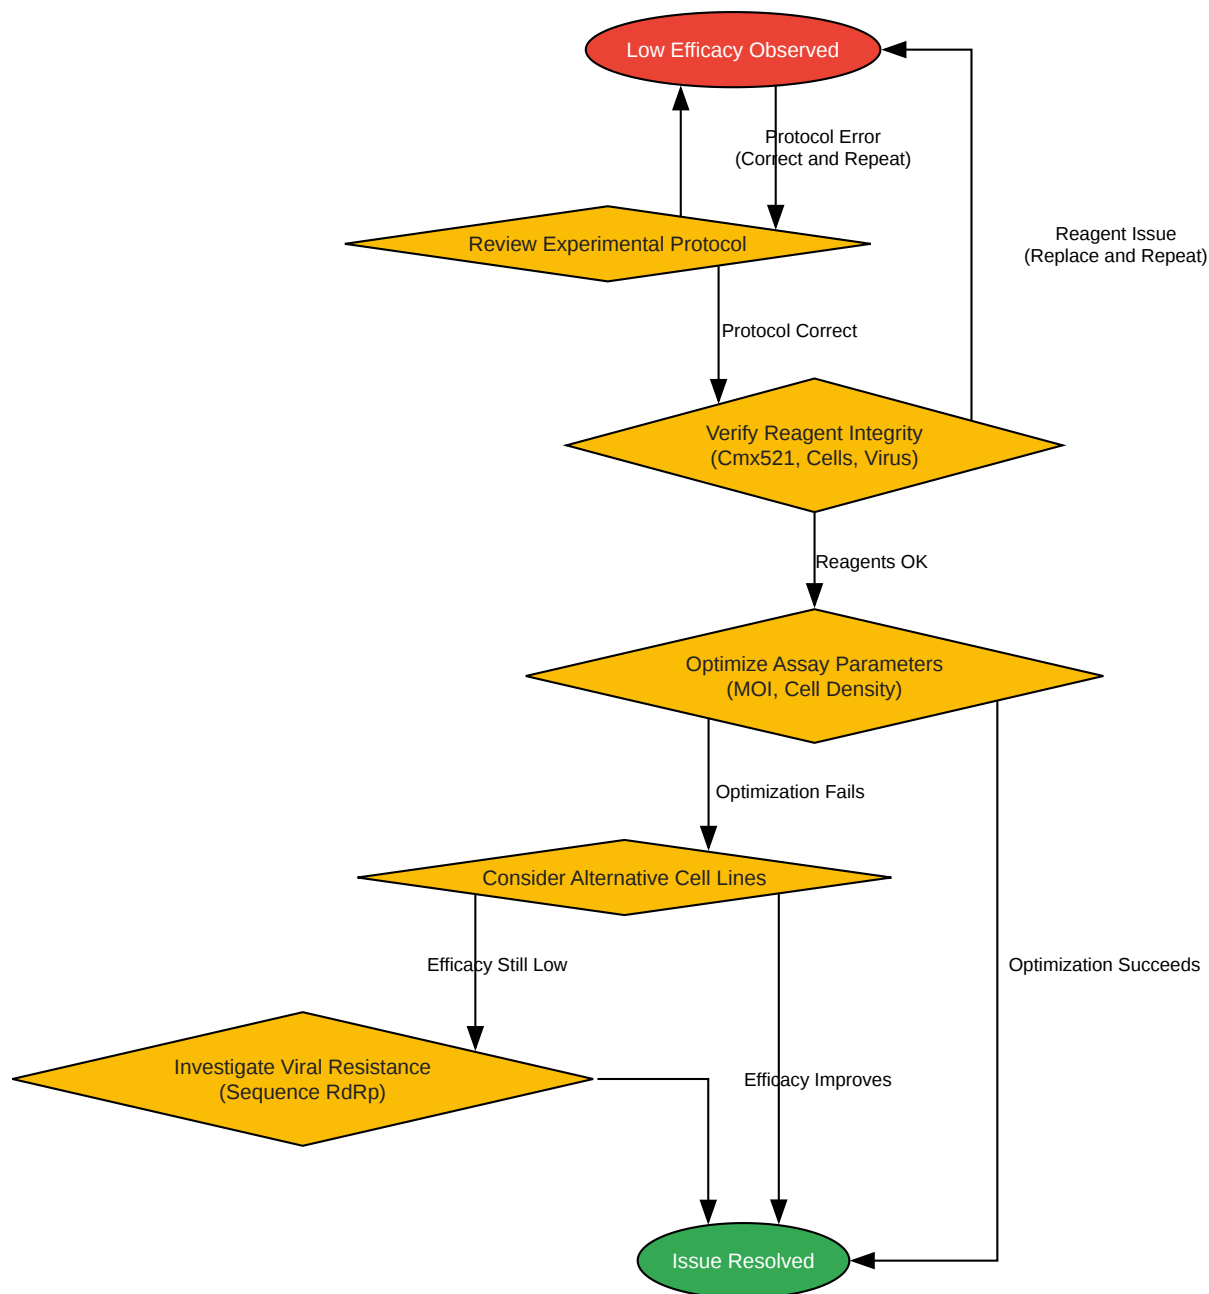 Low Efficacy Observed
Protocol Error
(Correct and Repeat)
Review Experimental Protocol
Reagent Issue
(Replace and Repeat)
Protocol Correct
Verify Reagent Integrity
(Cmx521, Cells, Virus)
Reagents OK
Optimize Assay Parameters
(MOI, Cell Density)
Optimization Fails
Consider Alternative Cell Lines
Efficacy Still Low
Optimization Succeeds
Investigate Viral Resistance
(Sequence RdRp)
Efficacy Improves
Issue Resolved